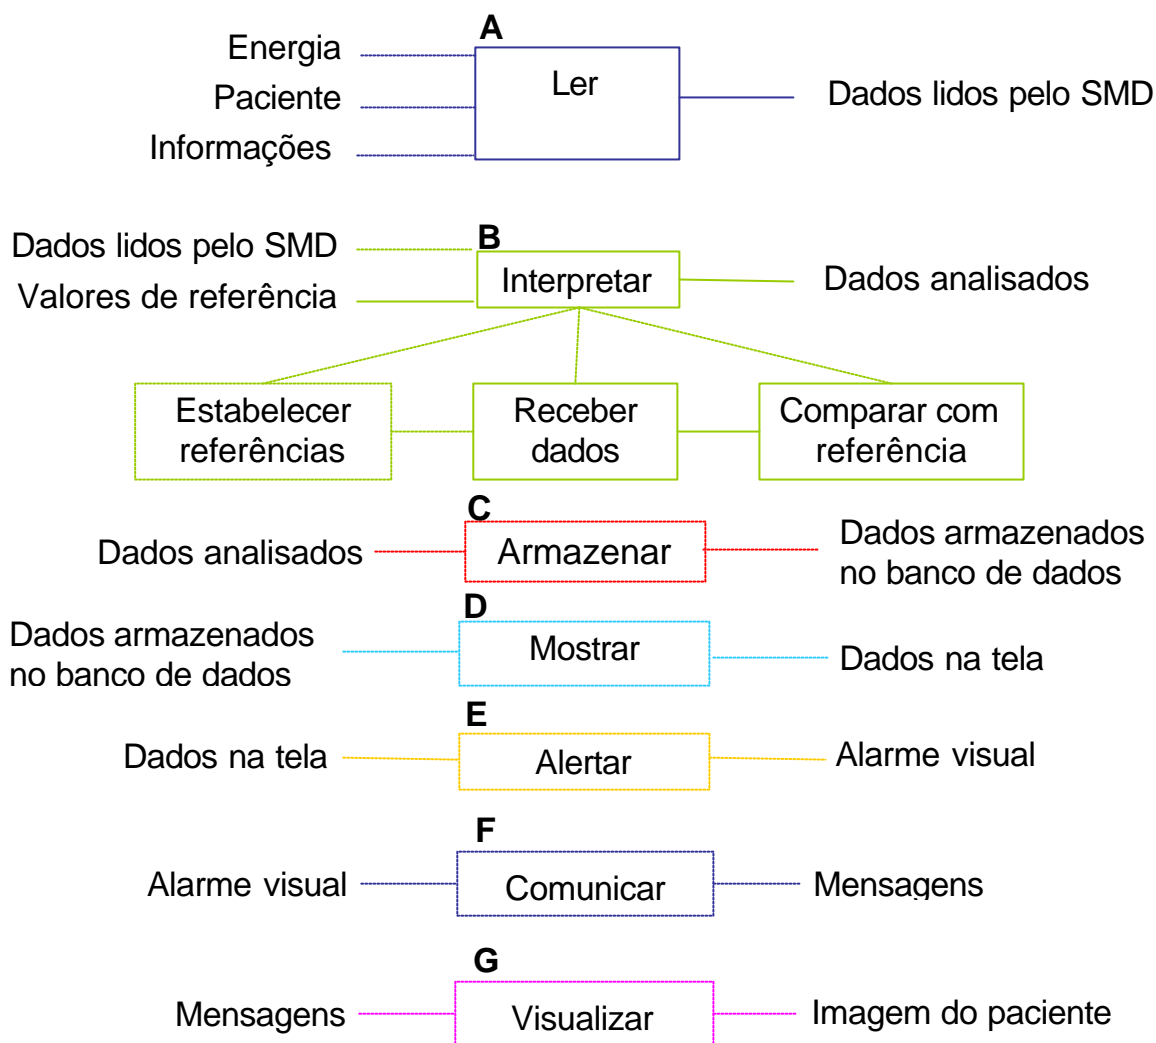 A
Energia
Paciente
Informações
Ler
Dados lidos pelo SMD
Dados lidos pelo SMD
Valores de referência
B
Interpretar
Dados analisados
Estabelecer
referências
Receber
dados
Comparar com
referência
C
Dados analisados
Armazenar
Dados armazenados
no banco de dados
D
Dados armazenados
no banco de dados
Mostrar
Dados na tela
E
Dados na tela
Alertar
Alarme visual
F
Alarme visual
Comunicar
Mensagens
G
Mensagens
Visualizar
Imagem do paciente